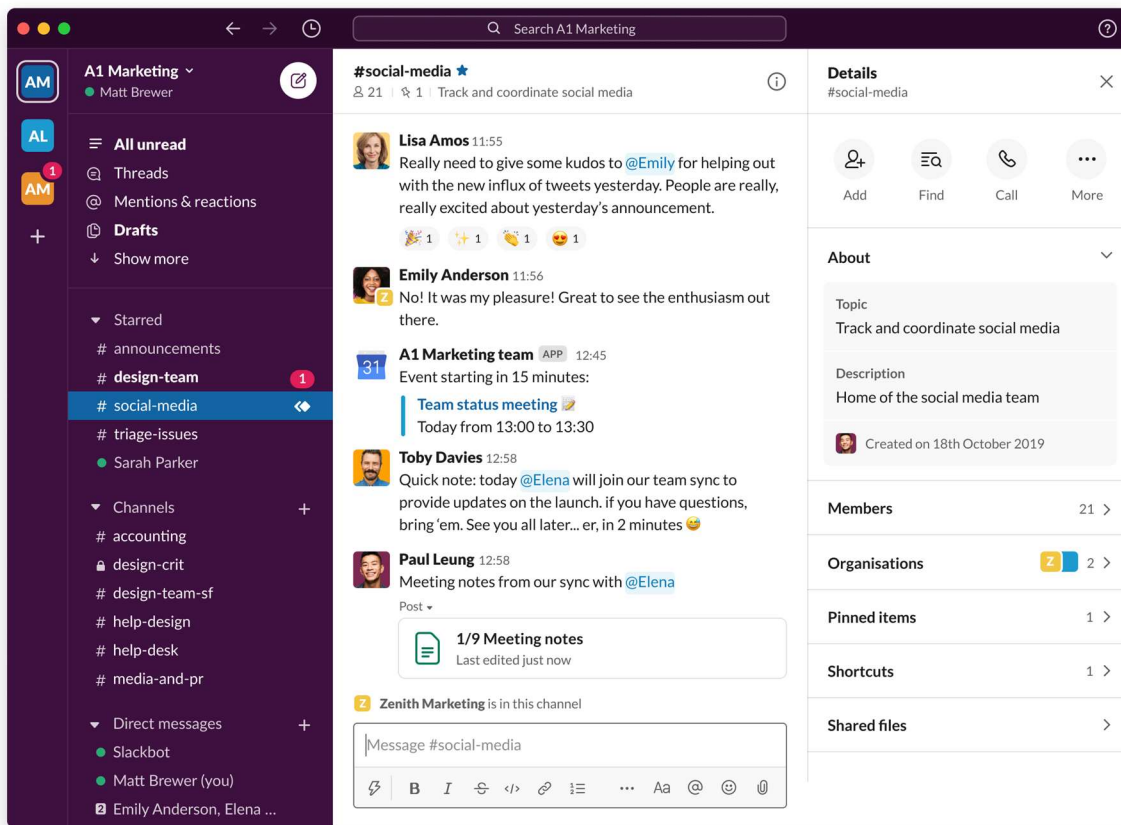 Search A1 Marketing
AM
AL
AM
1
A1 Marketing
Matt Brewer
All unread
Threads
Mentions & reactions
Drafts
Show more
Starred
# announcements
# design-team 1
# social-media
# triage-issues
Sarah Parker
Channels +
# accounting
design-crit
# design-team-sf
# help-design
# help-desk
# media-and-pr
Direct messages +
Slackbot
Matt Brewer (you)
2 Emily Anderson, Elena ...
#social-media
21 | 1 | Track and coordinate social media
Lisa Amos 11:55
Really need to give some kudos to @Emily for helping out
with the new influx of tweets yesterday. People are really,
really excited about yesterday’s announcement.
1 1 1 1
Z
Emily Anderson 11:56
No! It was my pleasure! Great to see the enthusiasm out
there.
31
A1 Marketing team APP 12:45
Event starting in 15 minutes:
Team status meeting
Today from 13:00 to 13:30
Toby Davies 12:58
Quick note: today @Elena will join our team sync to
provide updates on the launch. if you have questions,
bring ‘em. See you all later... er, in 2 minutes
Paul Leung 12:58
Meeting notes from our sync with @Elena
Post
1/9 Meeting notes
Last edited just now
Z Zenith Marketing is in this channel
Message #social-media
B I S </> Aa @
Details
#social-media
Add Find Call More
About
Topic
Track and coordinate social media
Description
Home of the social media team
Created on 18th October 2019
Members 21
Organisations Z 2
Pinned items 1
Shortcuts 1
Shared files